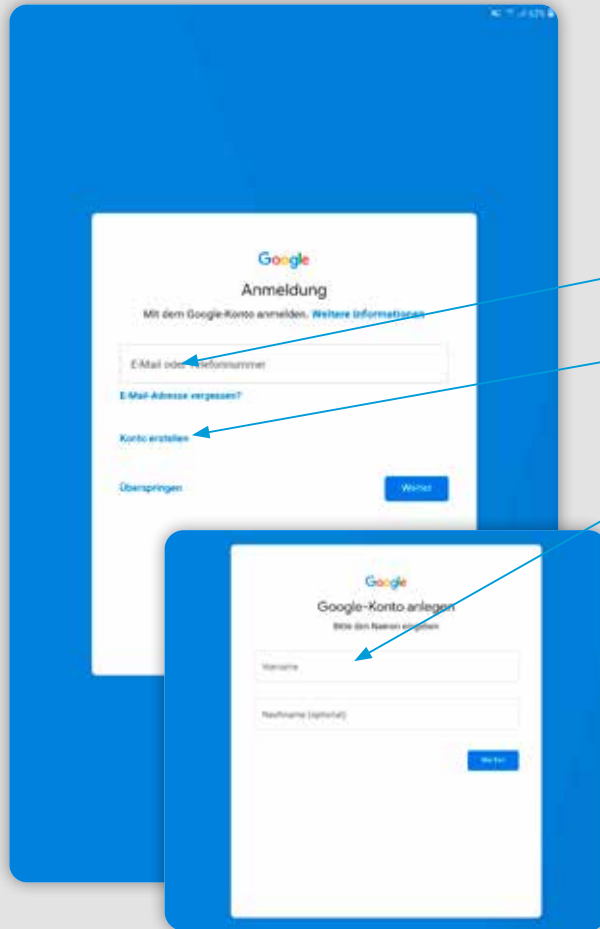 Google
Anmeldung
Mit dem Google-Konto anmelden. Weitere Informationen
E-Mail oder Telefonnummer
E-Mail-Adresse vergessen?
Konto erstellen
Überspringen
Weiter
Google
Google-Konto anlegen
Bitte den Namen eingeben
Vorname
Nachname (optional)
Weiter